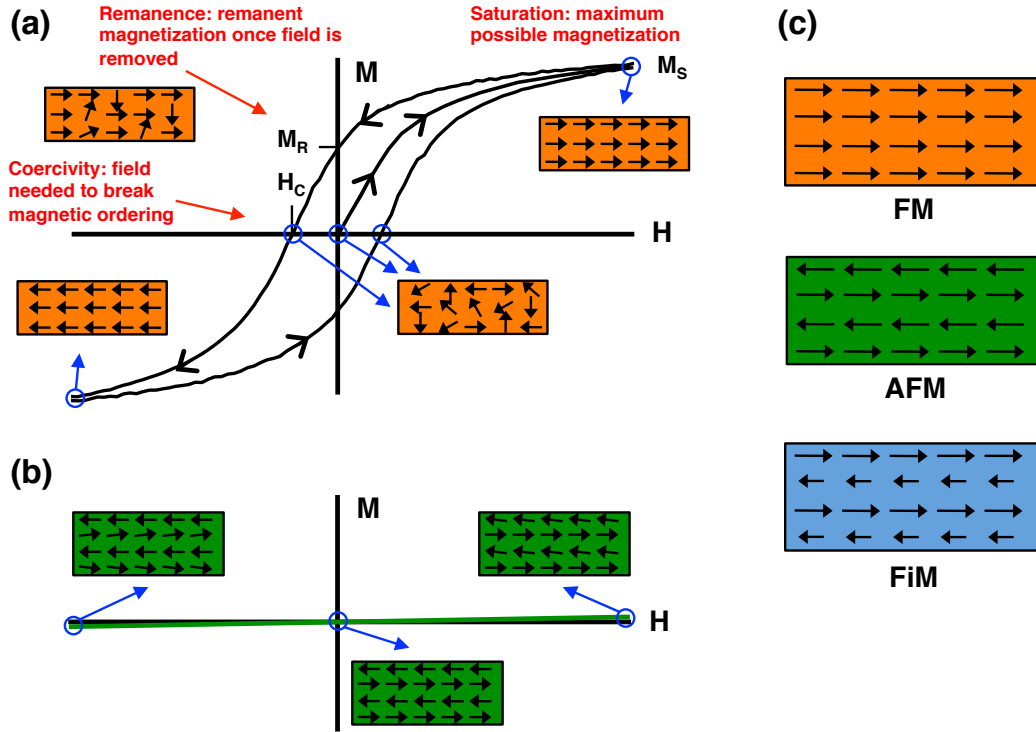 (a)
Remanence: remanent
magnetization once field is
removed
Saturation: maximum
possible magnetization
(c)
M
M_S
M_R
Coercivity: field
needed to break
magnetic ordering
H_C
H
FM
AFM
(b)
M
H
FiM